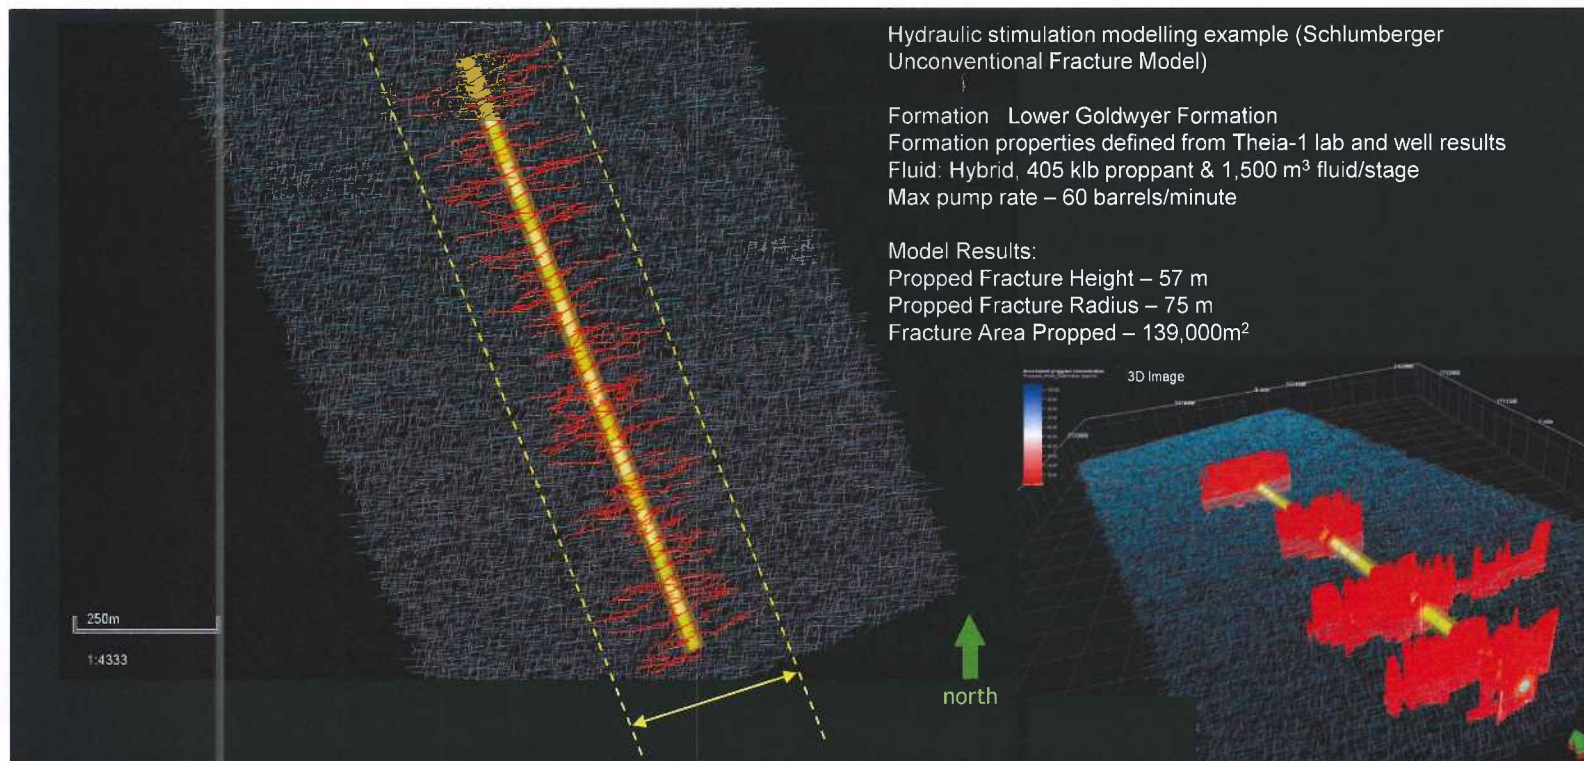 Hydraulic stimulation modelling example (Schlumberger
Unconventional Fracture Model)
Formation : Lower Goldwyer Formation
Formation properties defined from Theia-1 lab and well results
Fluid: Hybrid, 405 klb proppant & 1,500 m³ fluid/stage
Max pump rate – 60 barrels/minute
Model Results:
Propped Fracture Height – 57 m
Propped Fracture Radius – 75 m
Fracture Area Propped – 139,000m²
3D Image
250m
1:4333
north